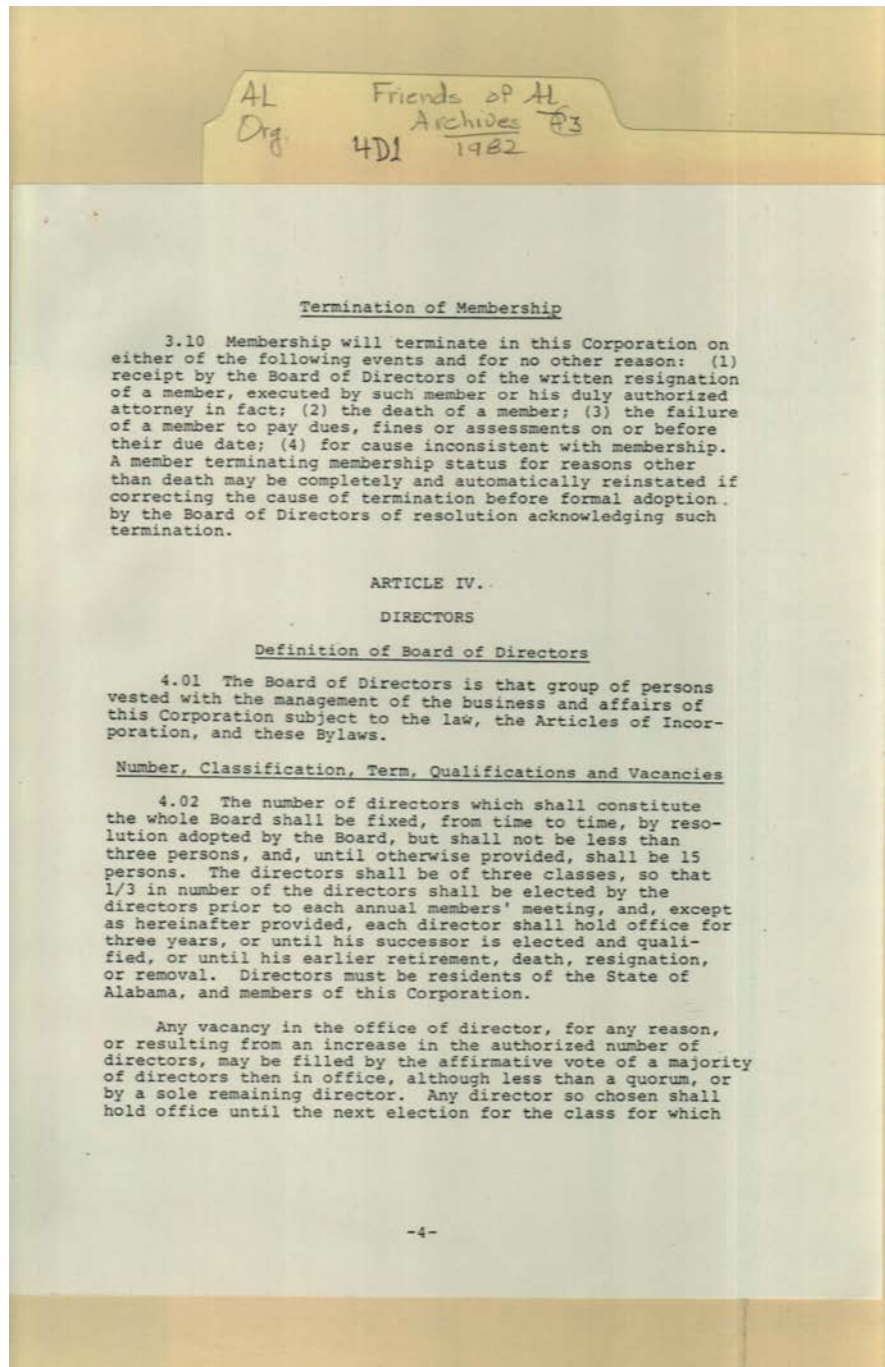 AL Friends of AL
Org. Archives P3
4D1 1982
Termination of Membership
3.10 Membership will terminate in this Corporation on
either of the following events and for no other reason: (1)
receipt by the Board of Directors of the written resignation
of a member, executed by such member or his duly authorized
attorney in fact; (2) the death of a member; (3) the failure
of a member to pay dues, fines or assessments on or before
their due date; (4) for cause inconsistent with membership.
A member terminating membership status for reasons other
than death may be completely and automatically reinstated if
correcting the cause of termination before formal adoption
by the Board of Directors of resolution acknowledging such
termination.
ARTICLE IV.
DIRECTORS
Definition of Board of Directors
4.01 The Board of Directors is that group of persons
vested with the management of the business and affairs of
this Corporation subject to the law, the Articles of Incor-
poration, and these Bylaws.
Number, Classification, Term, Qualifications and Vacancies
4.02 The number of directors which shall constitute
the whole Board shall be fixed, from time to time, by reso-
lution adopted by the Board, but shall not be less than
three persons, and, until otherwise provided, shall be 15
persons. The directors shall be of three classes, so that
1/3 in number of the directors shall be elected by the
directors prior to each annual members' meeting, and, except
as hereinafter provided, each director shall hold office for
three years, or until his successor is elected and quali-
fied, or until his earlier retirement, death, resignation,
or removal. Directors must be residents of the State of
Alabama, and members of this Corporation.
Any vacancy in the office of director, for any reason,
or resulting from an increase in the authorized number of
directors, may be filled by the affirmative vote of a majority
of directors then in office, although less than a quorum, or
by a sole remaining director. Any director so chosen shall
hold office until the next election for the class for which
-4-